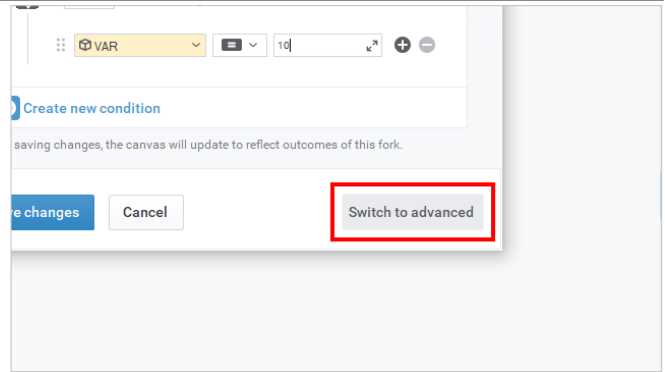 VAR = 10
Create new condition
saving changes, the canvas will update to reflect outcomes of this fork.
e changes Cancel Switch to advanced